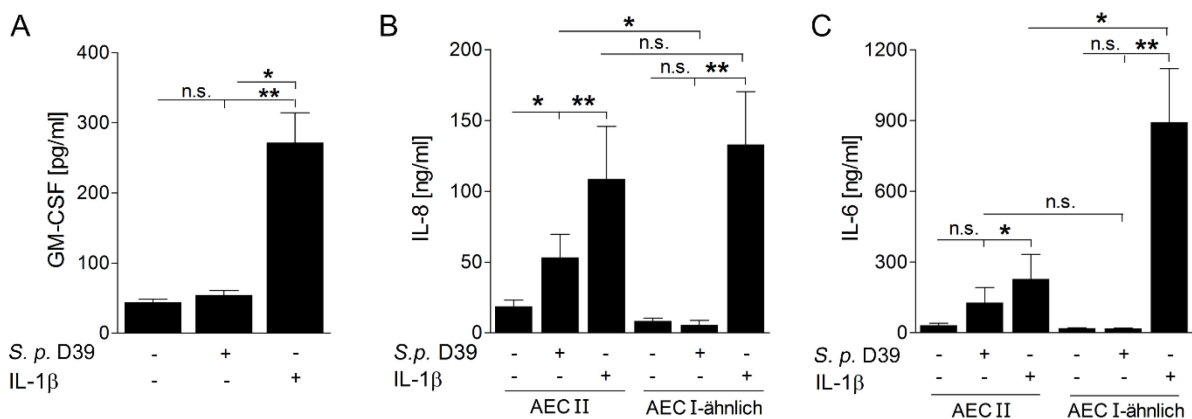 A
GM-CSF [pg/ml]
400
300
200
100
0
n.s.
*
**
S. p. D39 - + -
IL-1β - - +
B
IL-8 [ng/ml]
200
150
100
50
0
*
n.s.
n.s. **
* **
S.p. D39 - + - - + -
IL-1β - - + - - +
AEC II AEC I-ähnlich
C
IL-6 [ng/ml]
1200
900
600
300
0
*
n.s. **
n.s.
n.s. *
S. p. D39 - + - - + -
IL-1β - - + - - +
AEC II AEC I-ähnlich